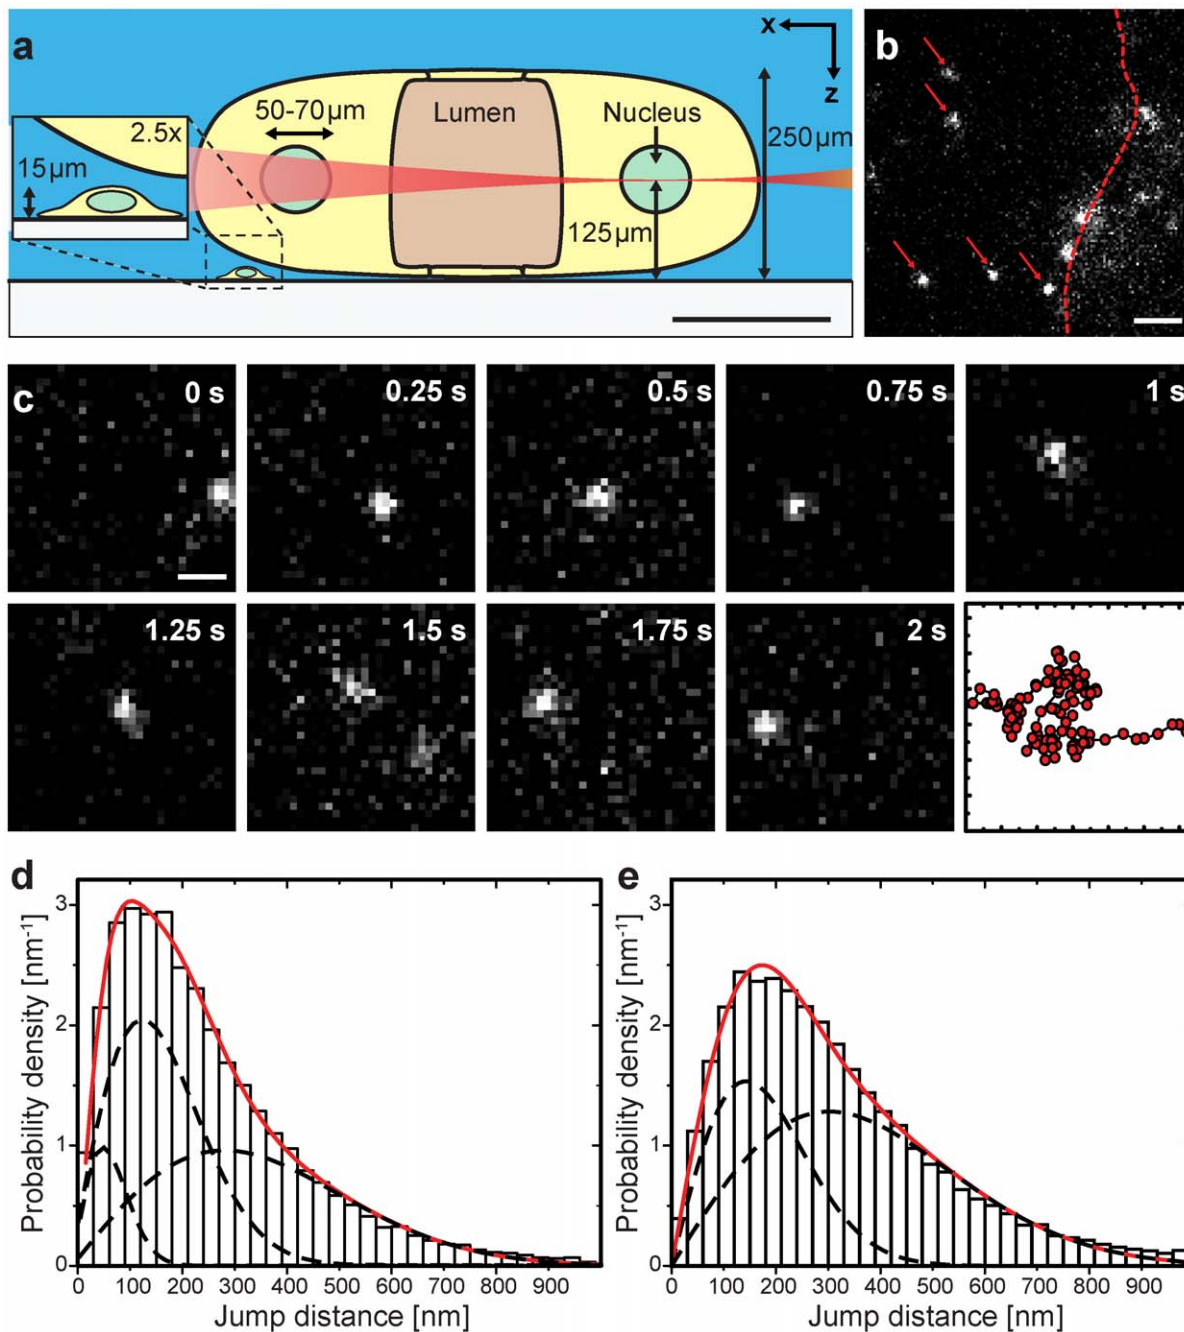 a
x
z
50-70µm
Lumen
Nucleus
2.5x
15µm
250µm
125µm
b
c
0 s
0.25 s
0.5 s
0.75 s
1 s
1.25 s
1.5 s
1.75 s
2 s
d
Probability density [nm⁻¹]
3
2
1
0
0 100 200 300 400 500 600 700 800 900
Jump distance [nm]
e
Probability density [nm⁻¹]
3
2
1
0
0 100 200 300 400 500 600 700 800 900
Jump distance [nm]